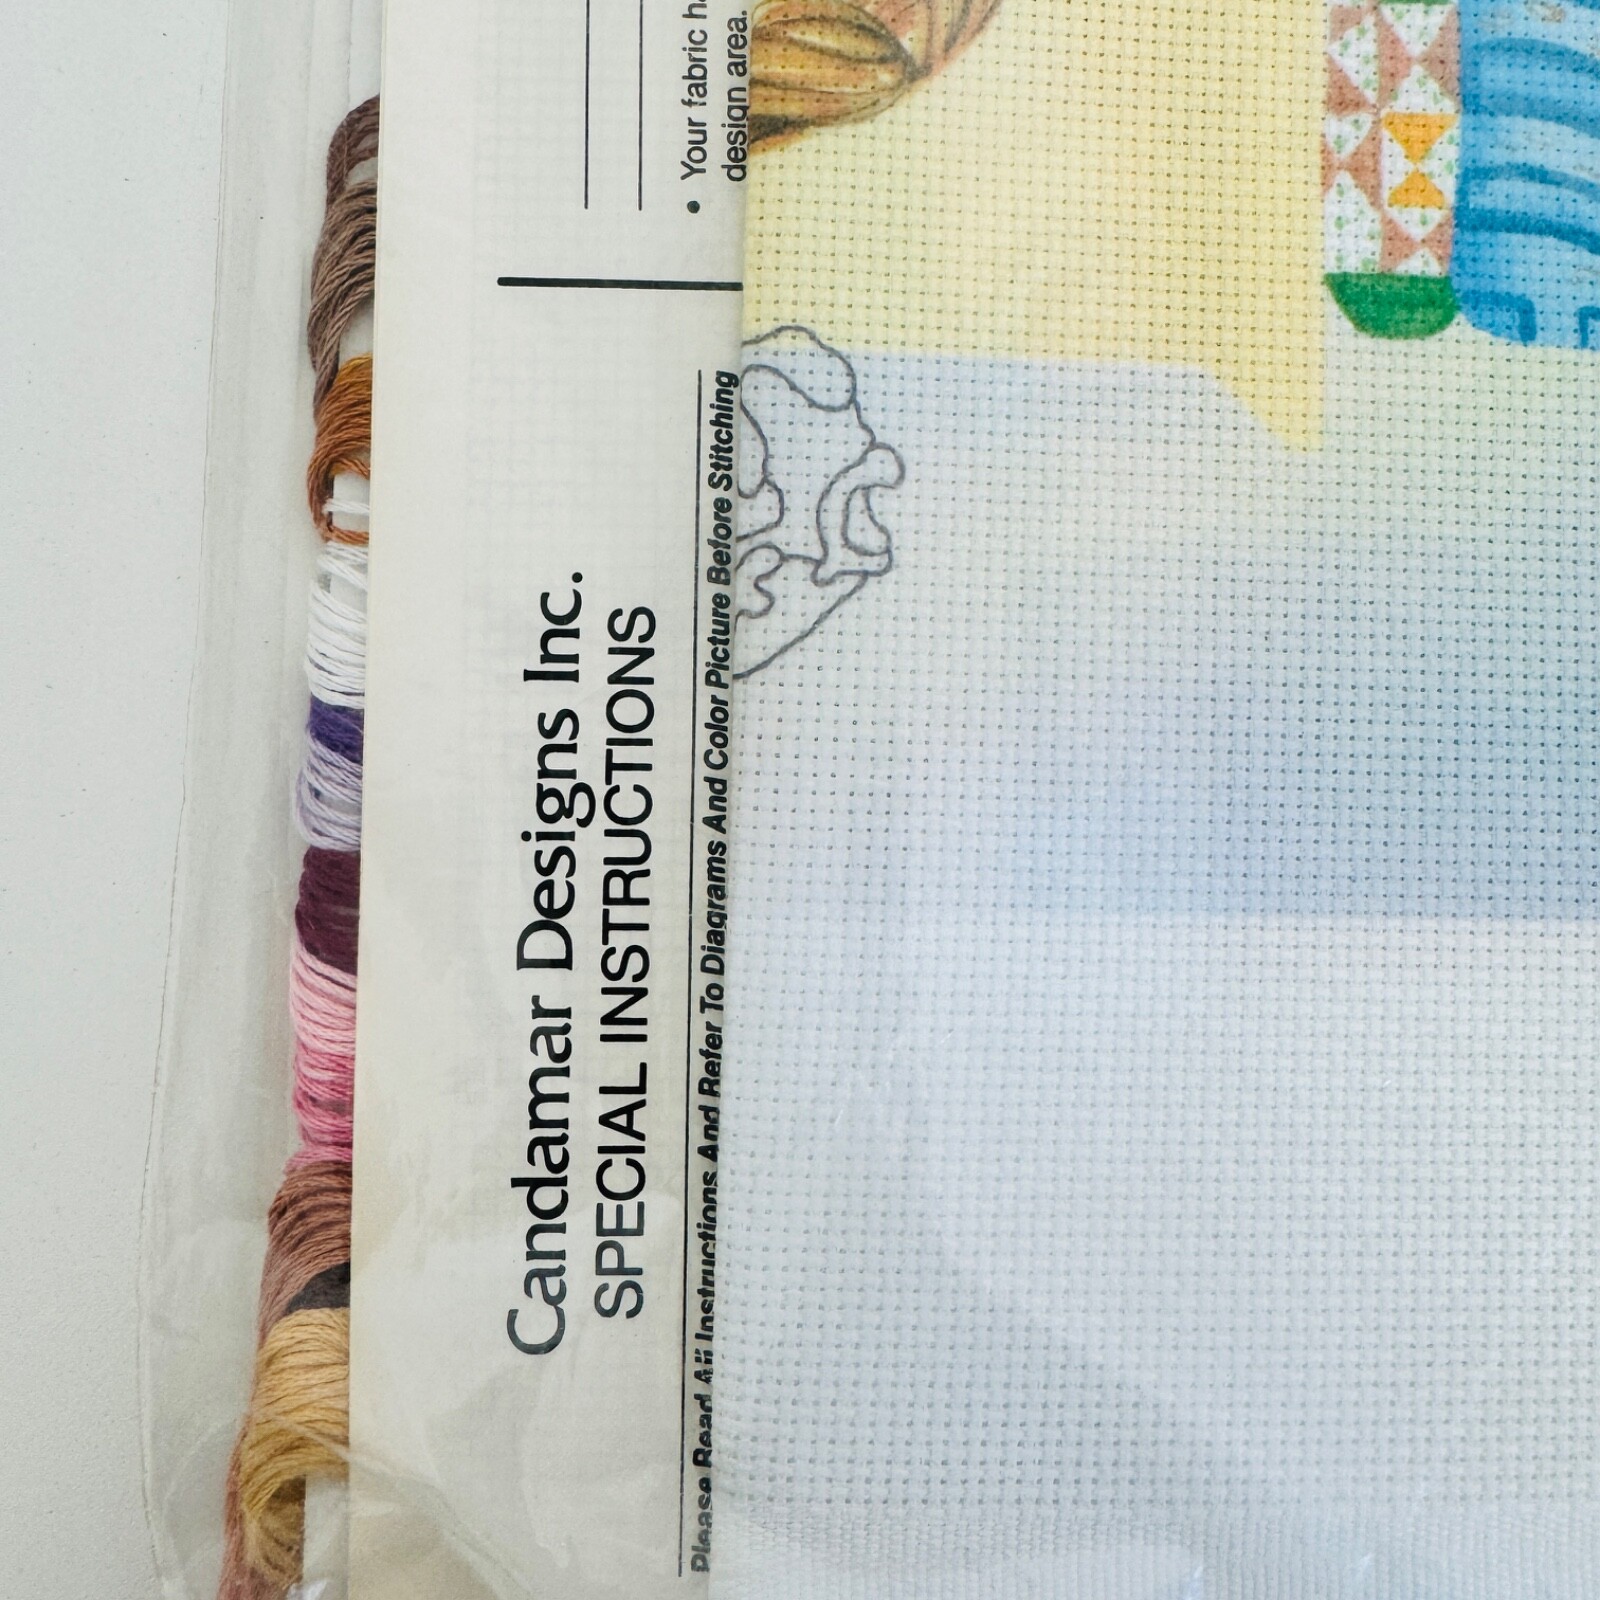 Candamar Designs Inc.
SPECIAL INSTRUCTIONS
Please Read All Instructions And Refer To Diagrams And Color Picture Before Stitching
• Your fabric
design area.